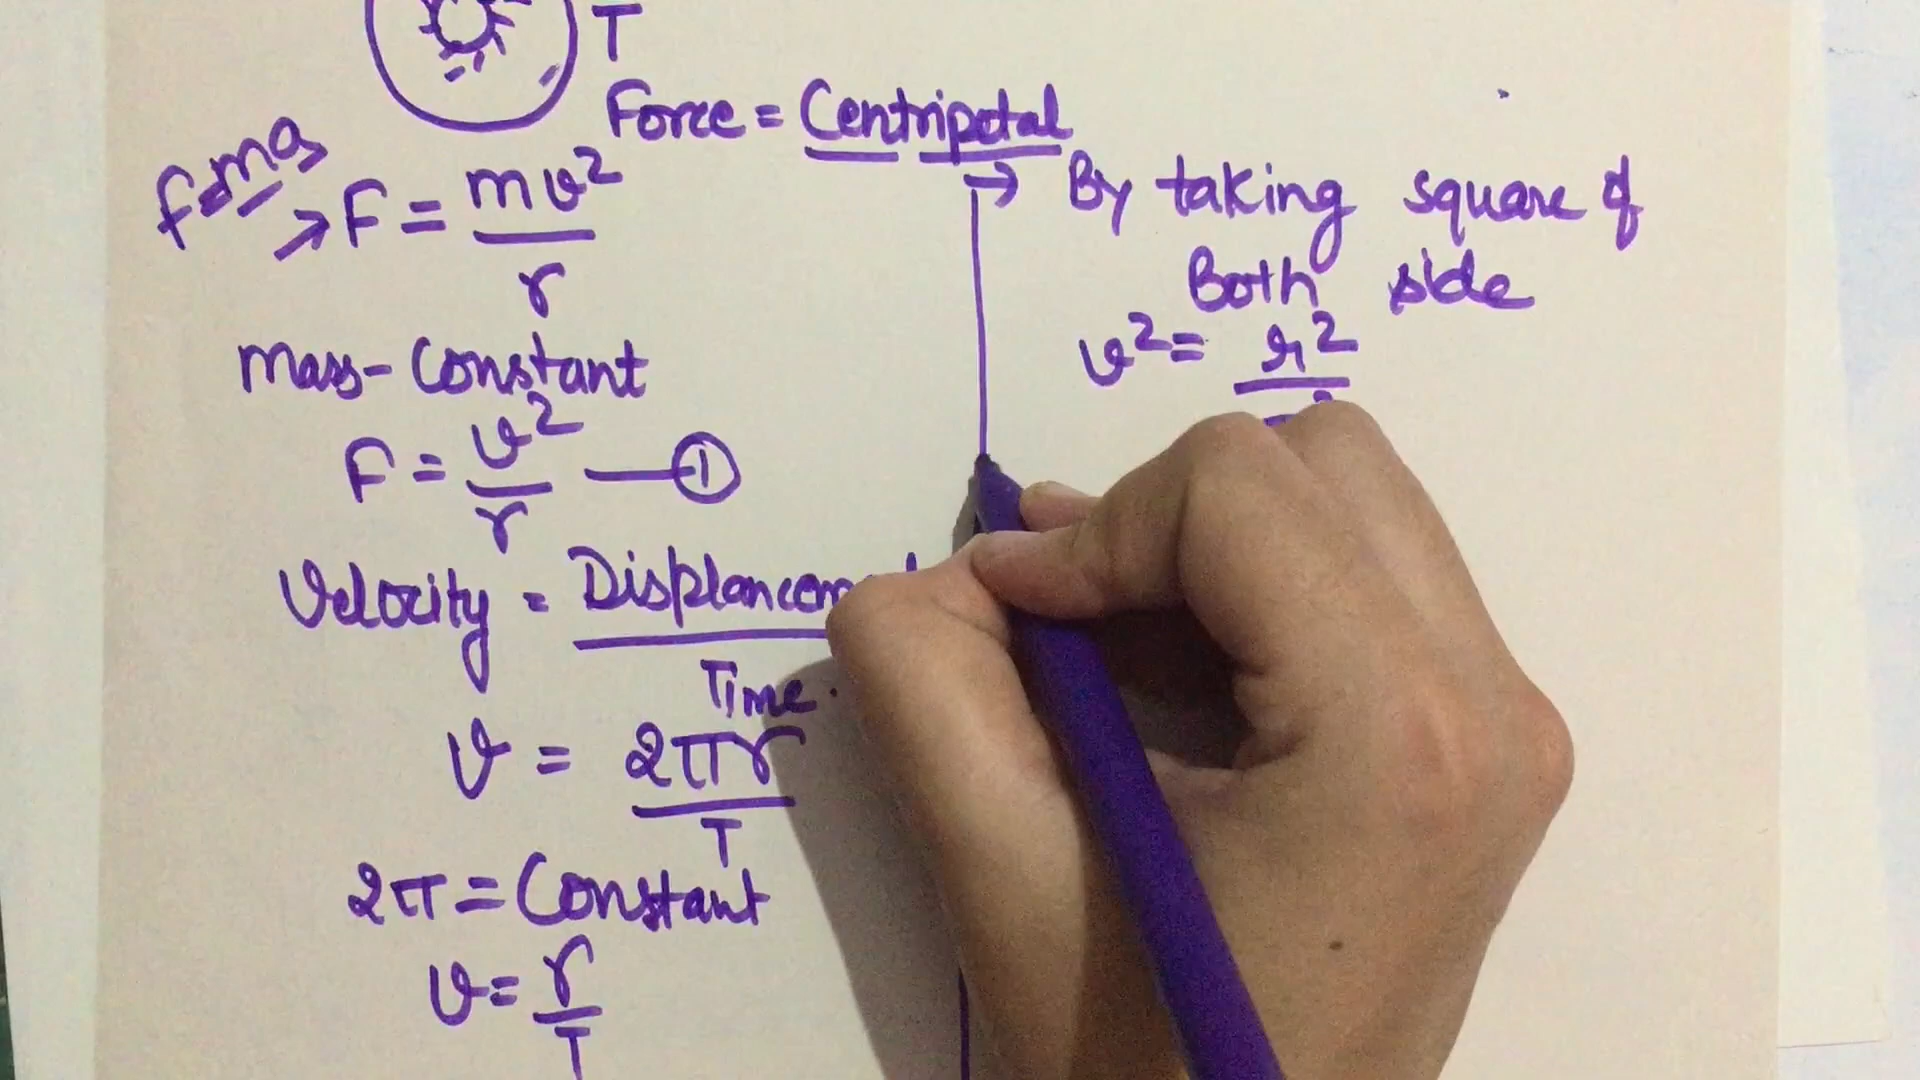 T
Force = Centripetal
F=ma
→ F = mv²
r
Mass - Constant
F = v²
r
—①
Velocity =
Time.
v = 2πr
T
2π = Constant
v = r
T
→ By taking square of
Both side
v² = r²